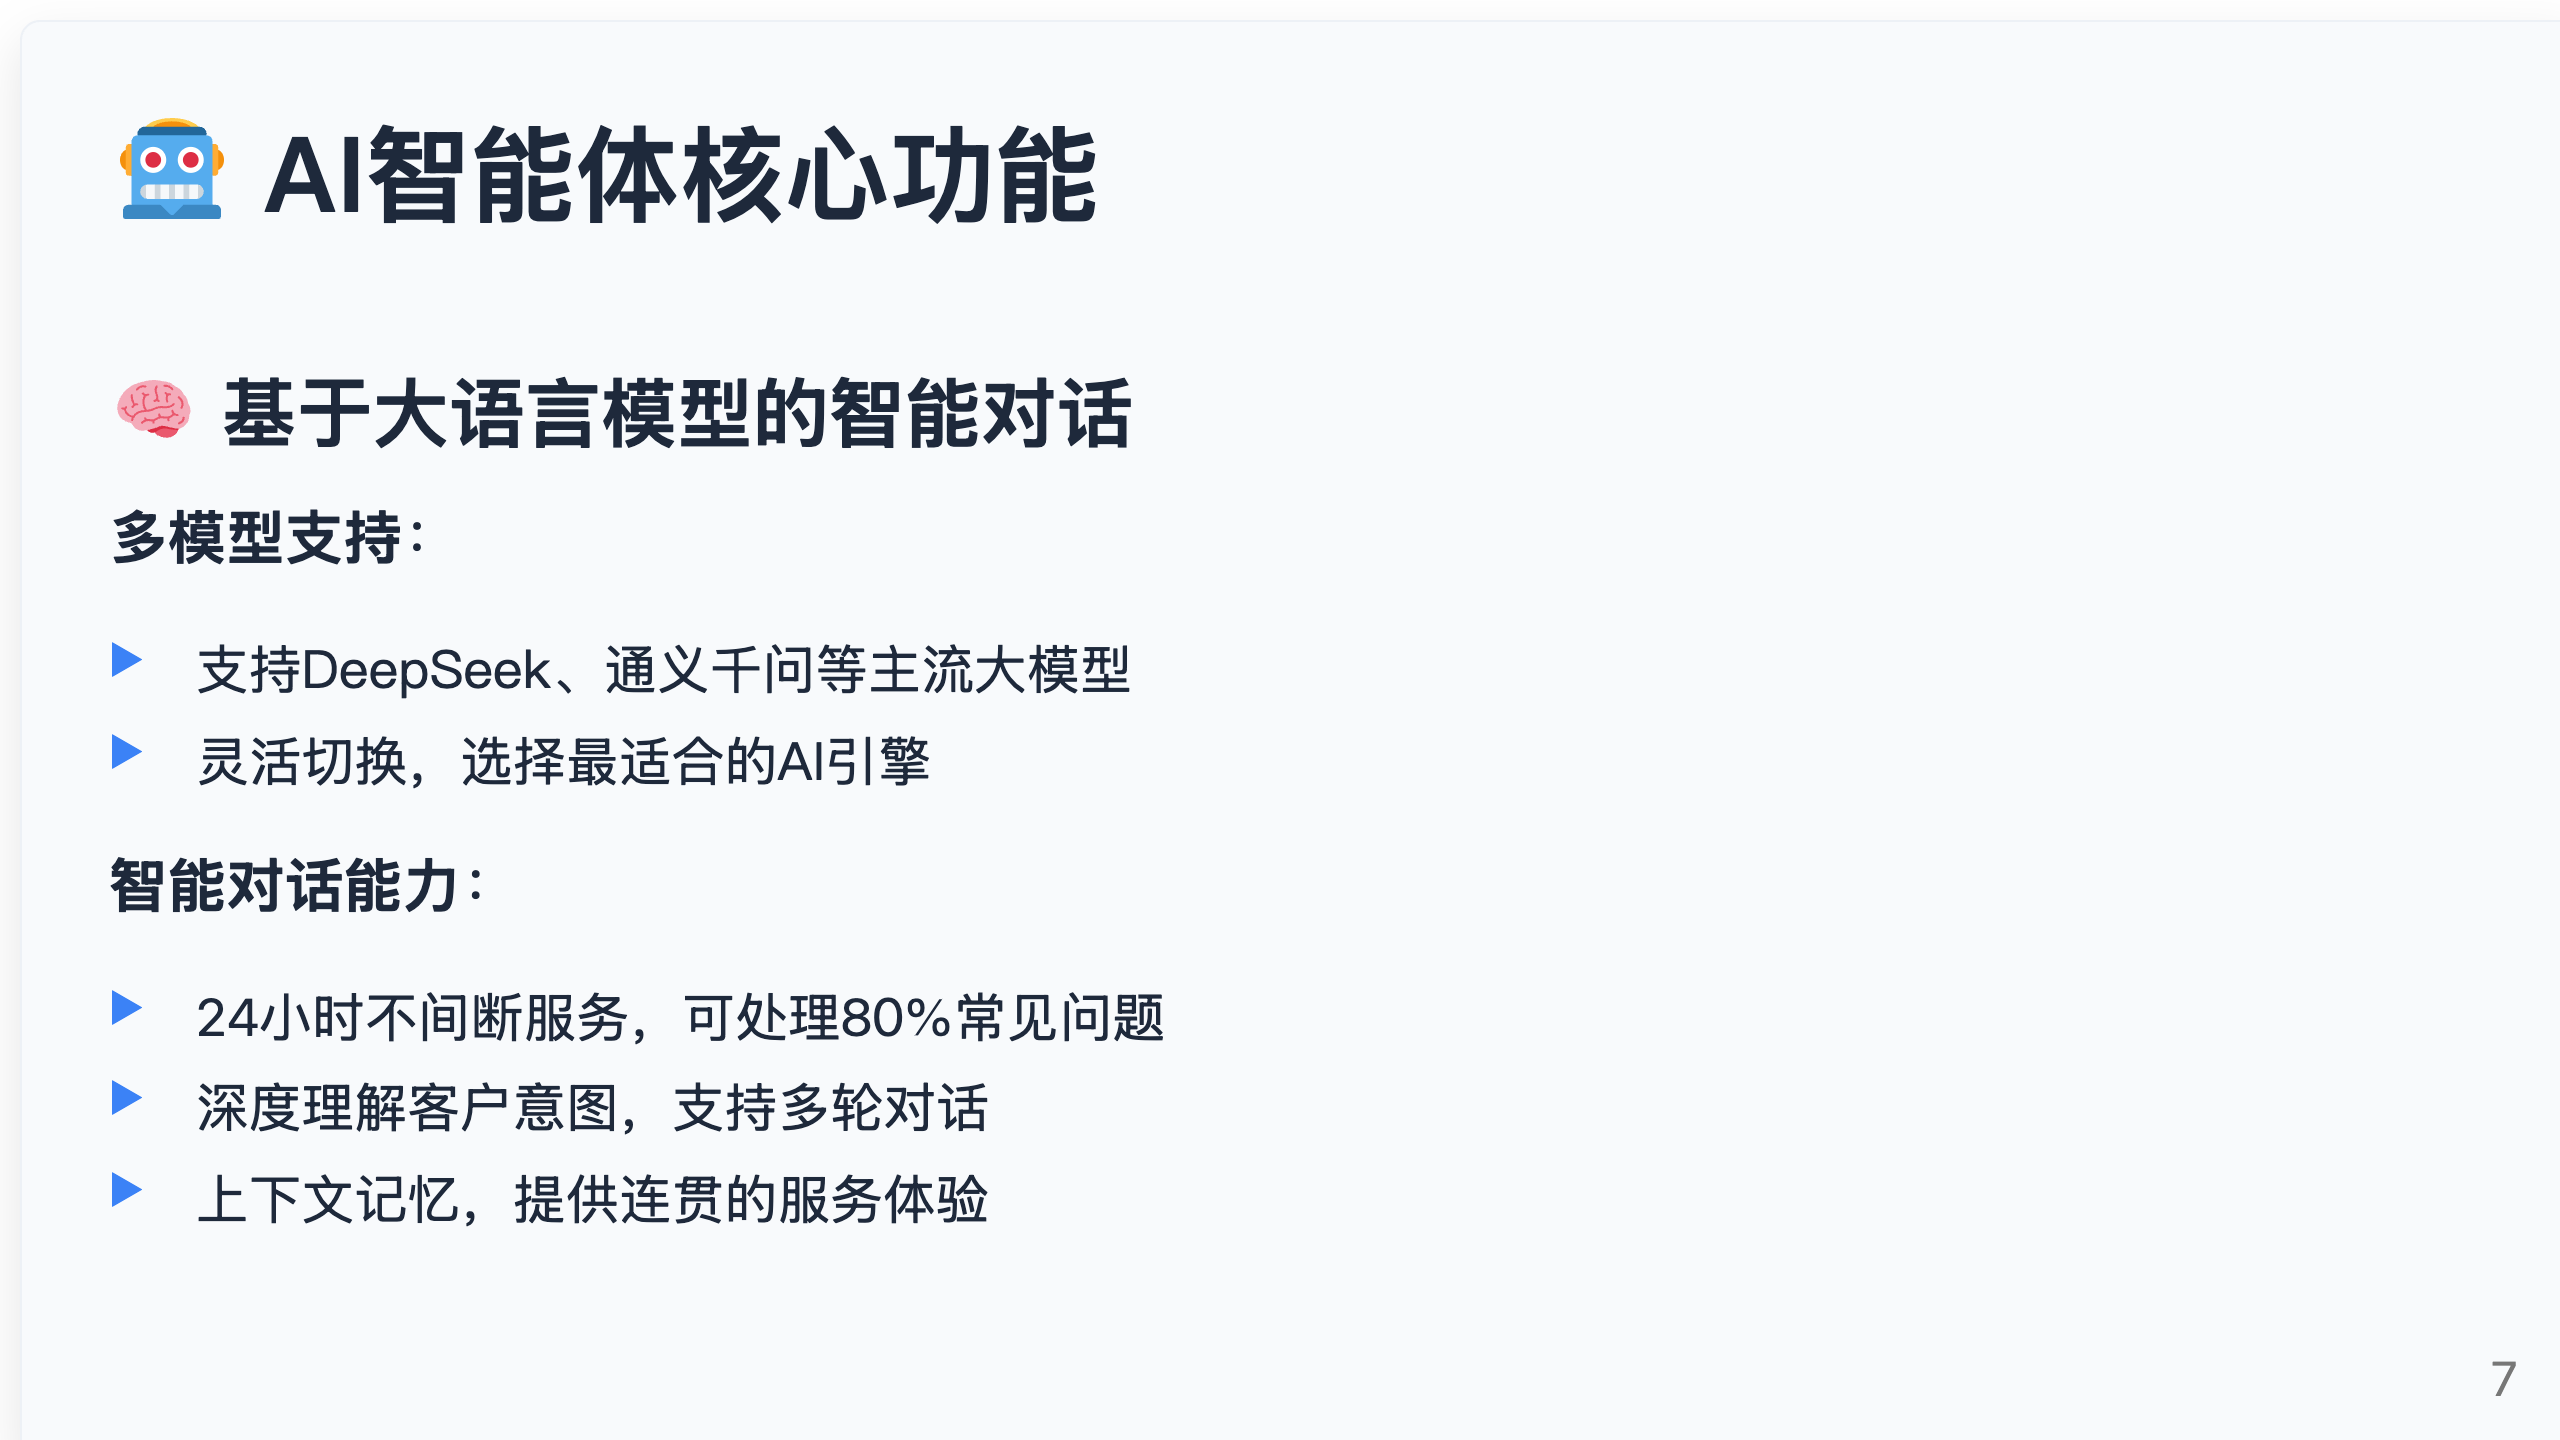 AI智能体核心功能
基于大语言模型的智能对话
多模型支持：
支持DeepSeek、通义千问等主流大模型
灵活切换，选择最适合的AI引擎
智能对话能力：
24小时不间断服务，可处理80%常见问题
深度理解客户意图，支持多轮对话
上下文记忆，提供连贯的服务体验
7